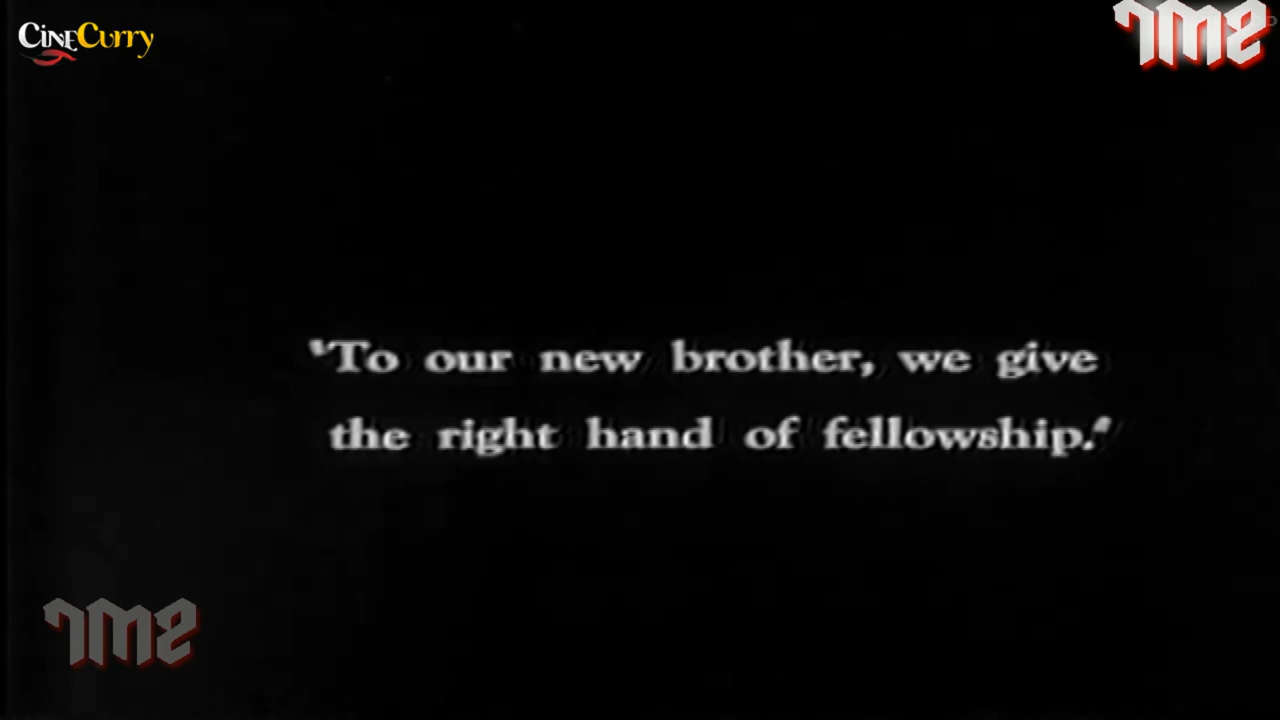 CineCurry
"To our new brother, we give
the right hand of fellowship."